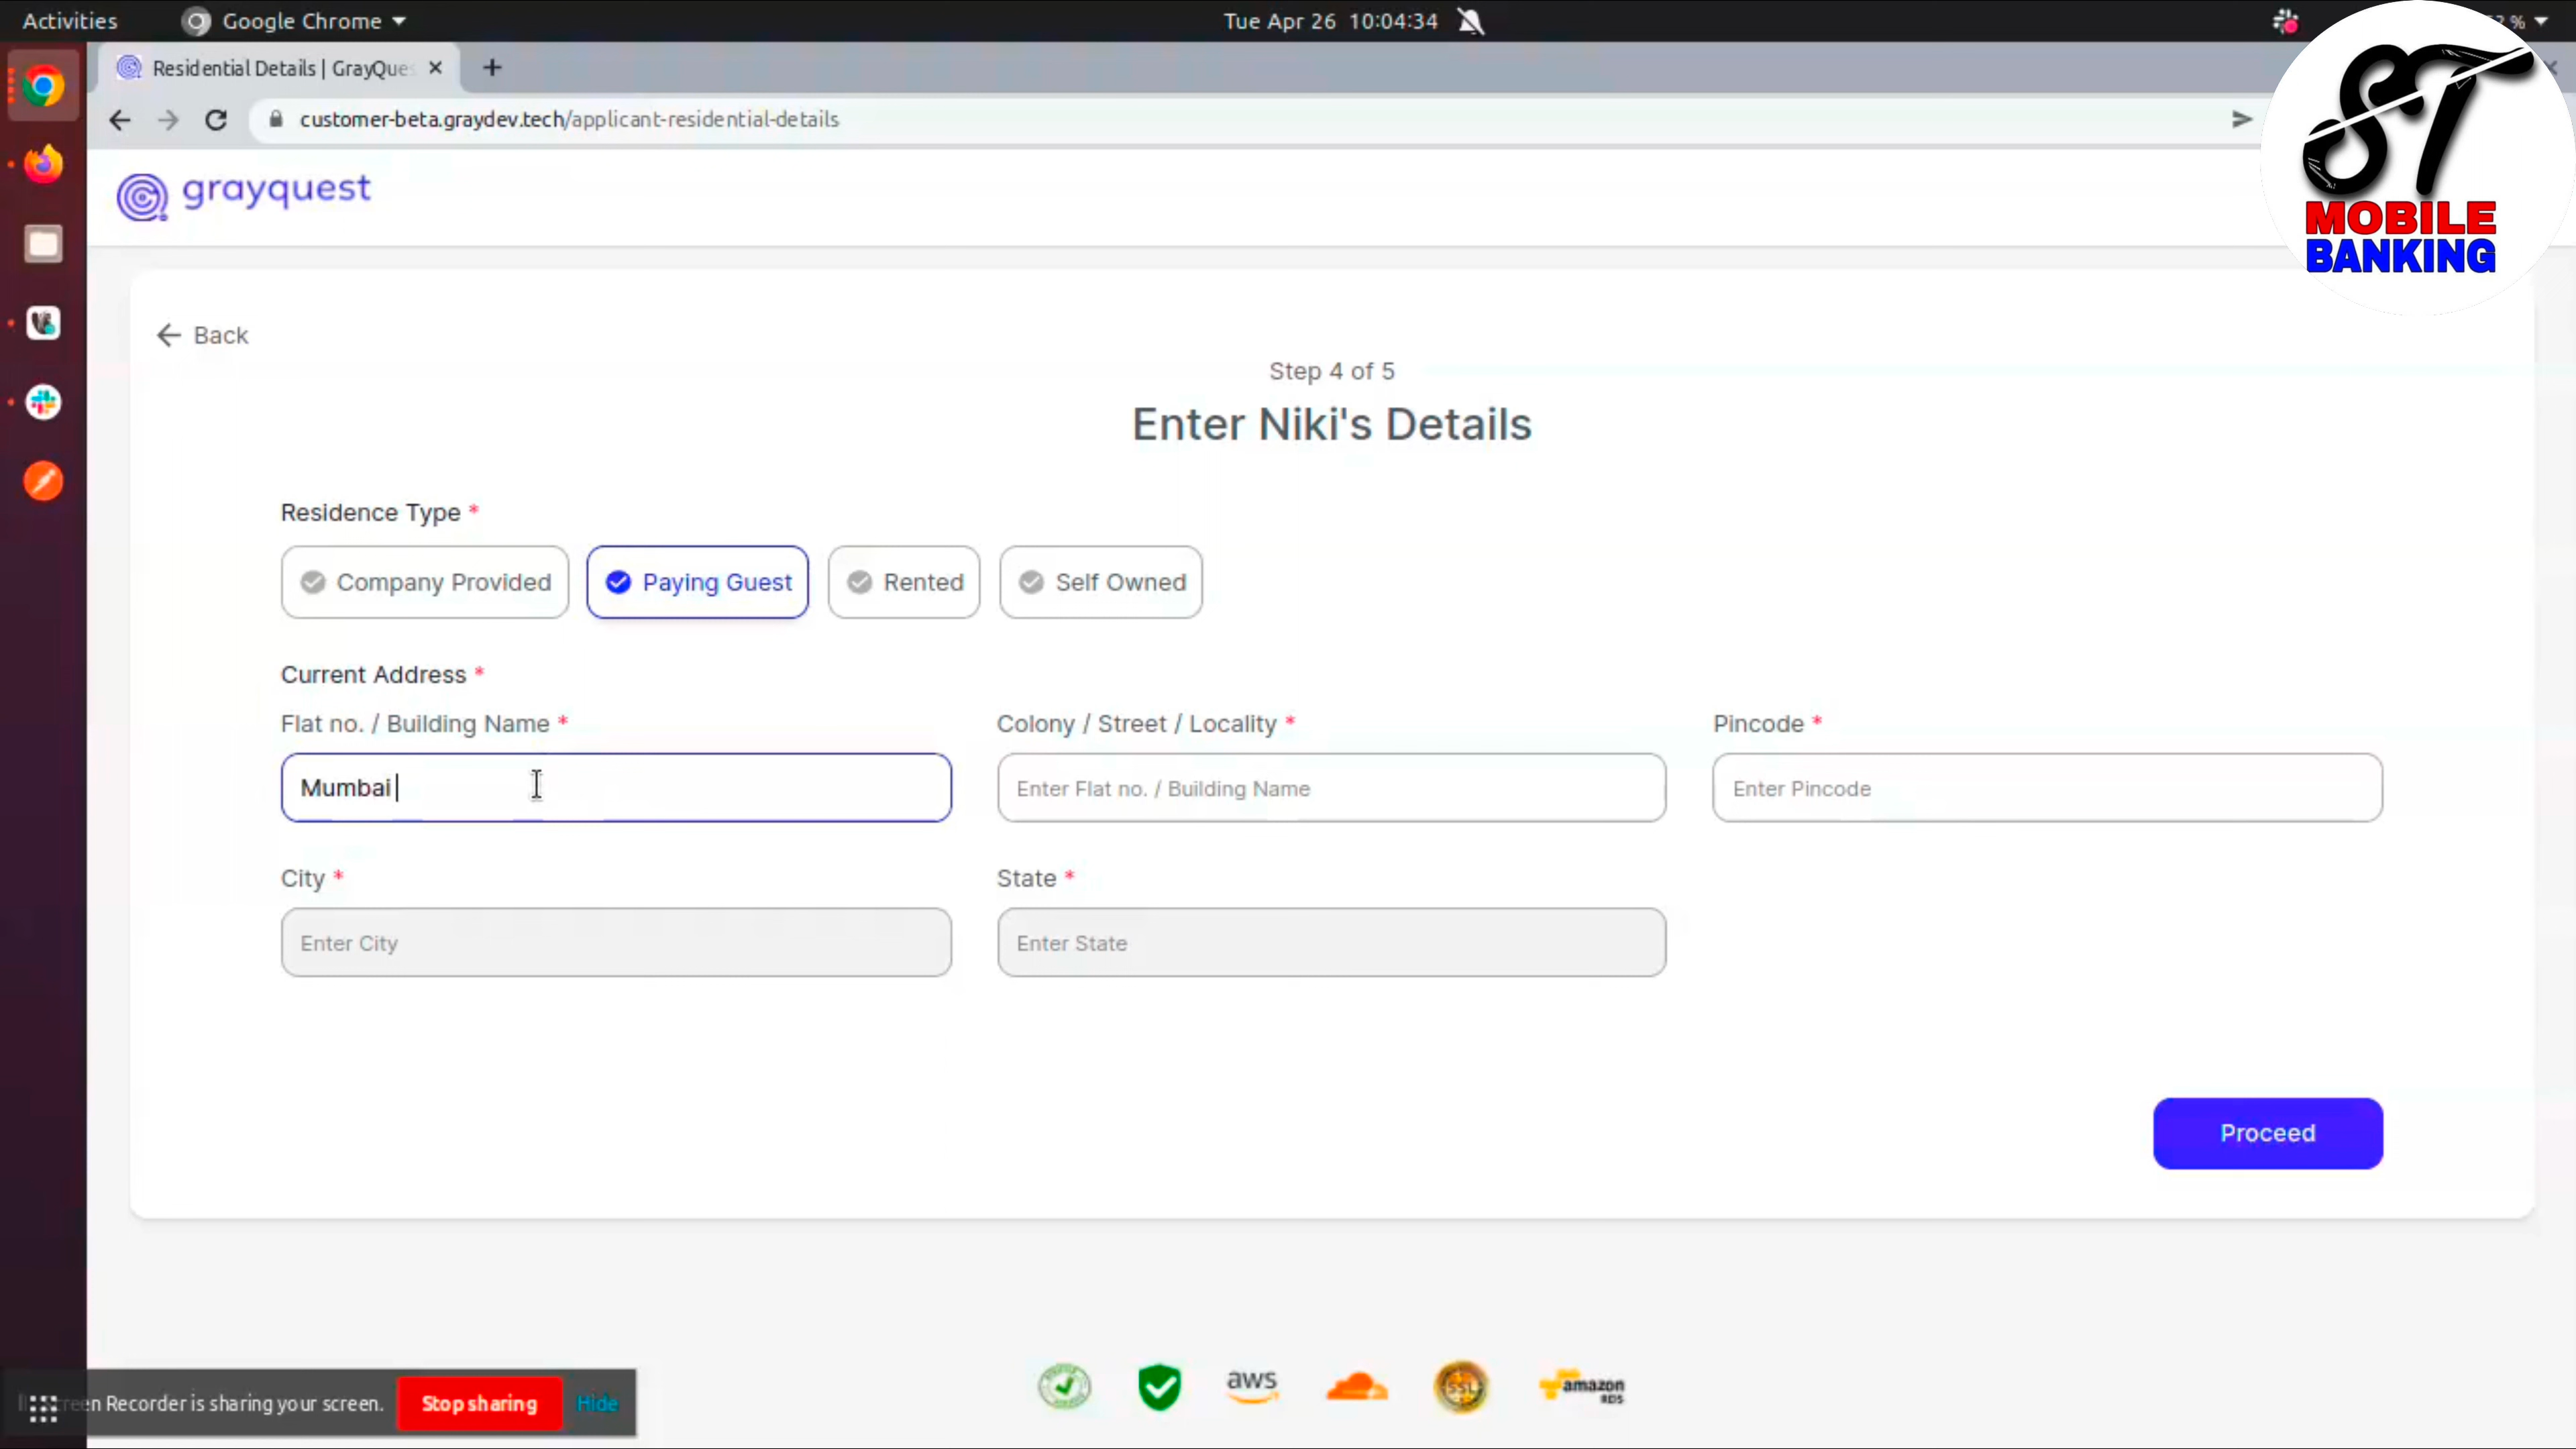 Activities
Google Chrome
Tue Apr 26 10:04:34
%
Residential Details | GrayQue
customer-beta.graydev.tech/applicant-residential-details
grayquest
ST
MOBILE
BANKING
Back
Step 4 of 5
Enter Niki's Details
Residence Type *
Company Provided
Paying Guest
Rented
Self Owned
Current Address *
Flat no. / Building Name *
Colony / Street / Locality *
Pincode *
Mumbai
Enter Flat no. / Building Name
Enter Pincode
City *
State *
Enter City
Enter State
Proceed
Recorder is sharing your screen.
Stop sharing
Hide
aws
SSL
amazon
RDS